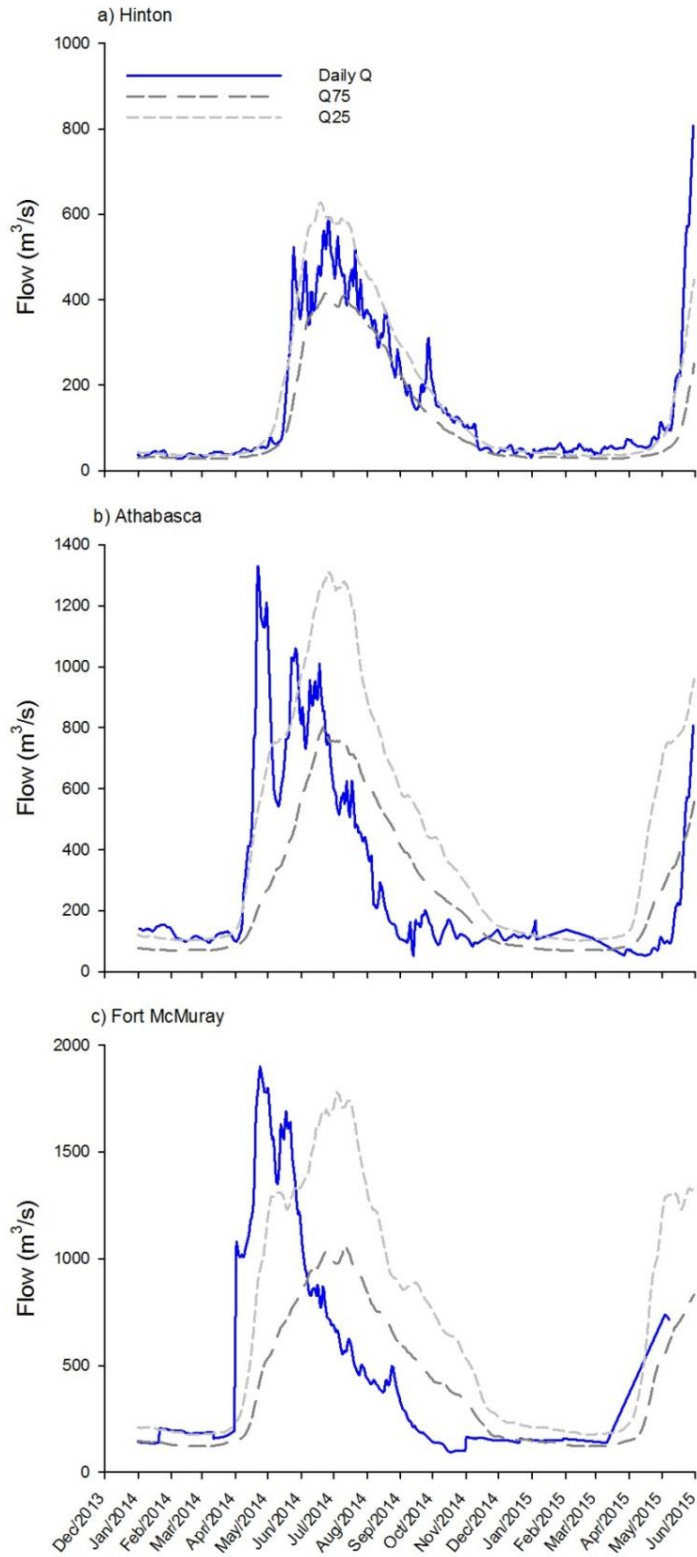 a) Hinton
1000
800
600
400
200
0
Flow (m³/s)
Daily Q
Q75
Q25
b) Athabasca
1400
1200
1000
800
600
400
200
0
Flow (m³/s)
c) Fort McMuray
2000
1500
1000
500
0
Flow (m³/s)
Dec/2013
Jan/2014
Feb/2014
Mar/2014
Apr/2014
May/2014
Jun/2014
Jul/2014
Aug/2014
Sep/2014
Oct/2014
Nov/2014
Dec/2014
Jan/2015
Feb/2015
Mar/2015
Apr/2015
May/2015
Jun/2015